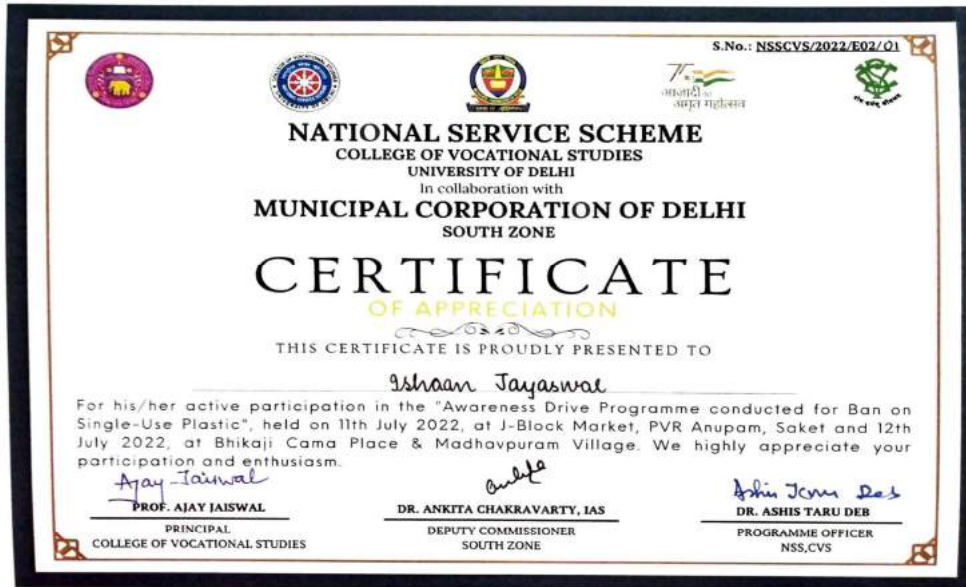 S.No.: NSSCVS/2022/E02/01
75
आज़ादी का
अमृत महोत्सव
NATIONAL SERVICE SCHEME
COLLEGE OF VOCATIONAL STUDIES
UNIVERSITY OF DELHI
In collaboration with
MUNICIPAL CORPORATION OF DELHI
SOUTH ZONE
CERTIFICATE
OF APPRECIATION
THIS CERTIFICATE IS PROUDLY PRESENTED TO
Ishaan Jayaswal
For his/her active participation in the "Awareness Drive Programme conducted for Ban on
Single-Use Plastic", held on 11th July 2022, at J-Block Market, PVR Anupam, Saket and 12th
July 2022, at Bhikaji Cama Place & Madhavpuram Village. We highly appreciate your
participation and enthusiasm.
Ajay Jaiswal
PROF. AJAY JAISWAL
DR. ANKITA CHAKRAVARTY, IAS
DR. ASHIS TARU DEB
PRINCIPAL
DEPUTY COMMISSIONER
PROGRAMME OFFICER
COLLEGE OF VOCATIONAL STUDIES
SOUTH ZONE
NSS,CVS